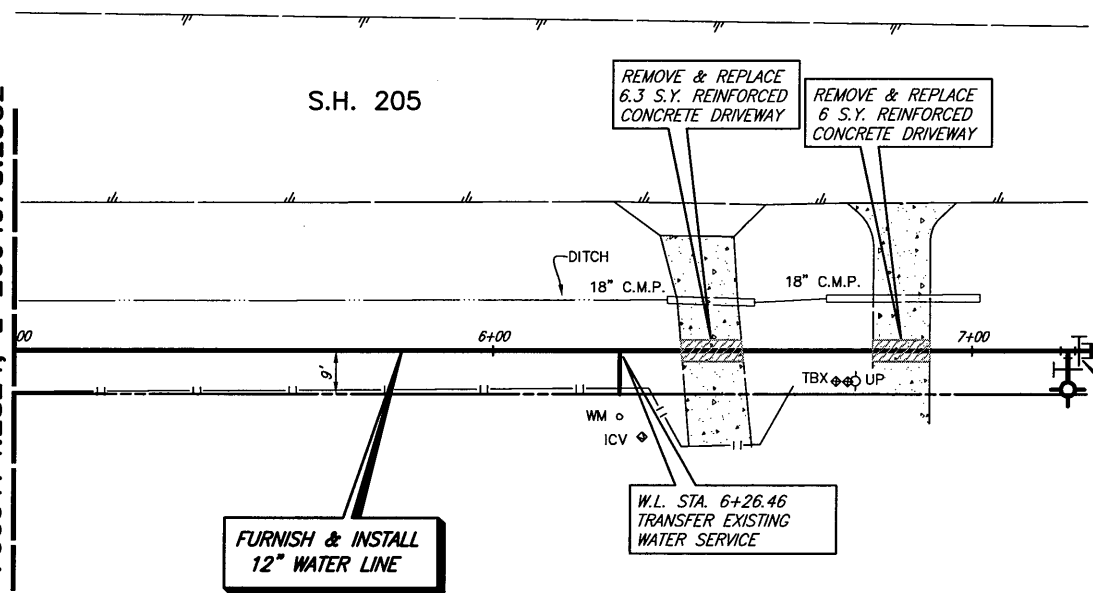 S.H. 205
REMOVE & REPLACE
6.3 S.Y. REINFORCED
CONCRETE DRIVEWAY
REMOVE & REPLACE
6 S.Y. REINFORCED
CONCRETE DRIVEWAY
DITCH
18" C.M.P.
18" C.M.P.
00
6+00
7+00
9'
TBX
UP
WM
ICV
W.L. STA. 6+26.46
TRANSFER EXISTING
WATER SERVICE
FURNISH & INSTALL
12" WATER LINE